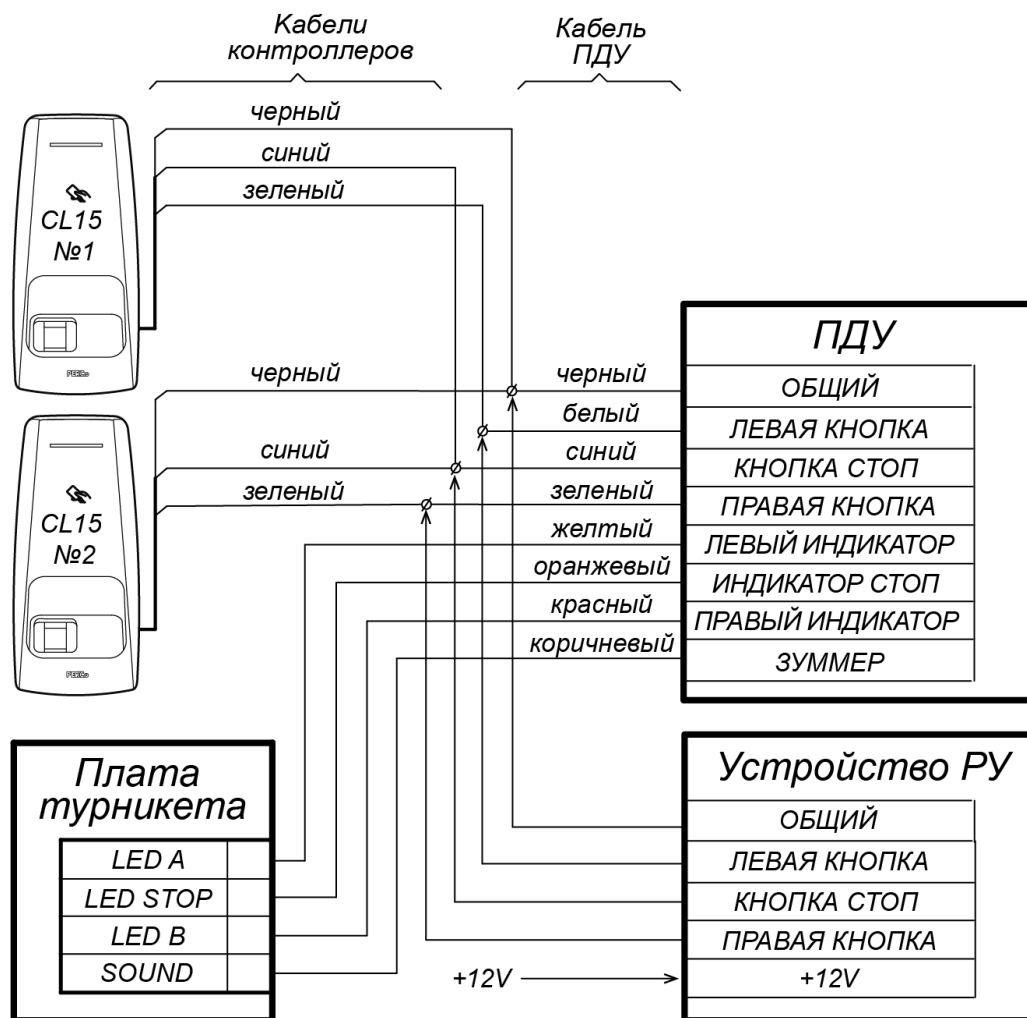 Кабели
контроллеров
Кабель
ПДУ
черный
синий
зеленый
CL15
№1
PERCo
черный
синий
зеленый
CL15
№2
PERCo
черный
белый
синий
зеленый
желтый
оранжевый
красный
коричневый
ПДУ
ОБЩИЙ
ЛЕВАЯ КНОПКА
КНОПКА СТОП
ПРАВАЯ КНОПКА
ЛЕВЫЙ ИНДИКАТОР
ИНДИКАТОР СТОП
ПРАВЫЙ ИНДИКАТОР
ЗУММЕР
Плата
турникета
LED A
LED STOP
LED B
SOUND
Устройство РУ
ОБЩИЙ
ЛЕВАЯ КНОПКА
КНОПКА СТОП
ПРАВАЯ КНОПКА
+12V
+12V